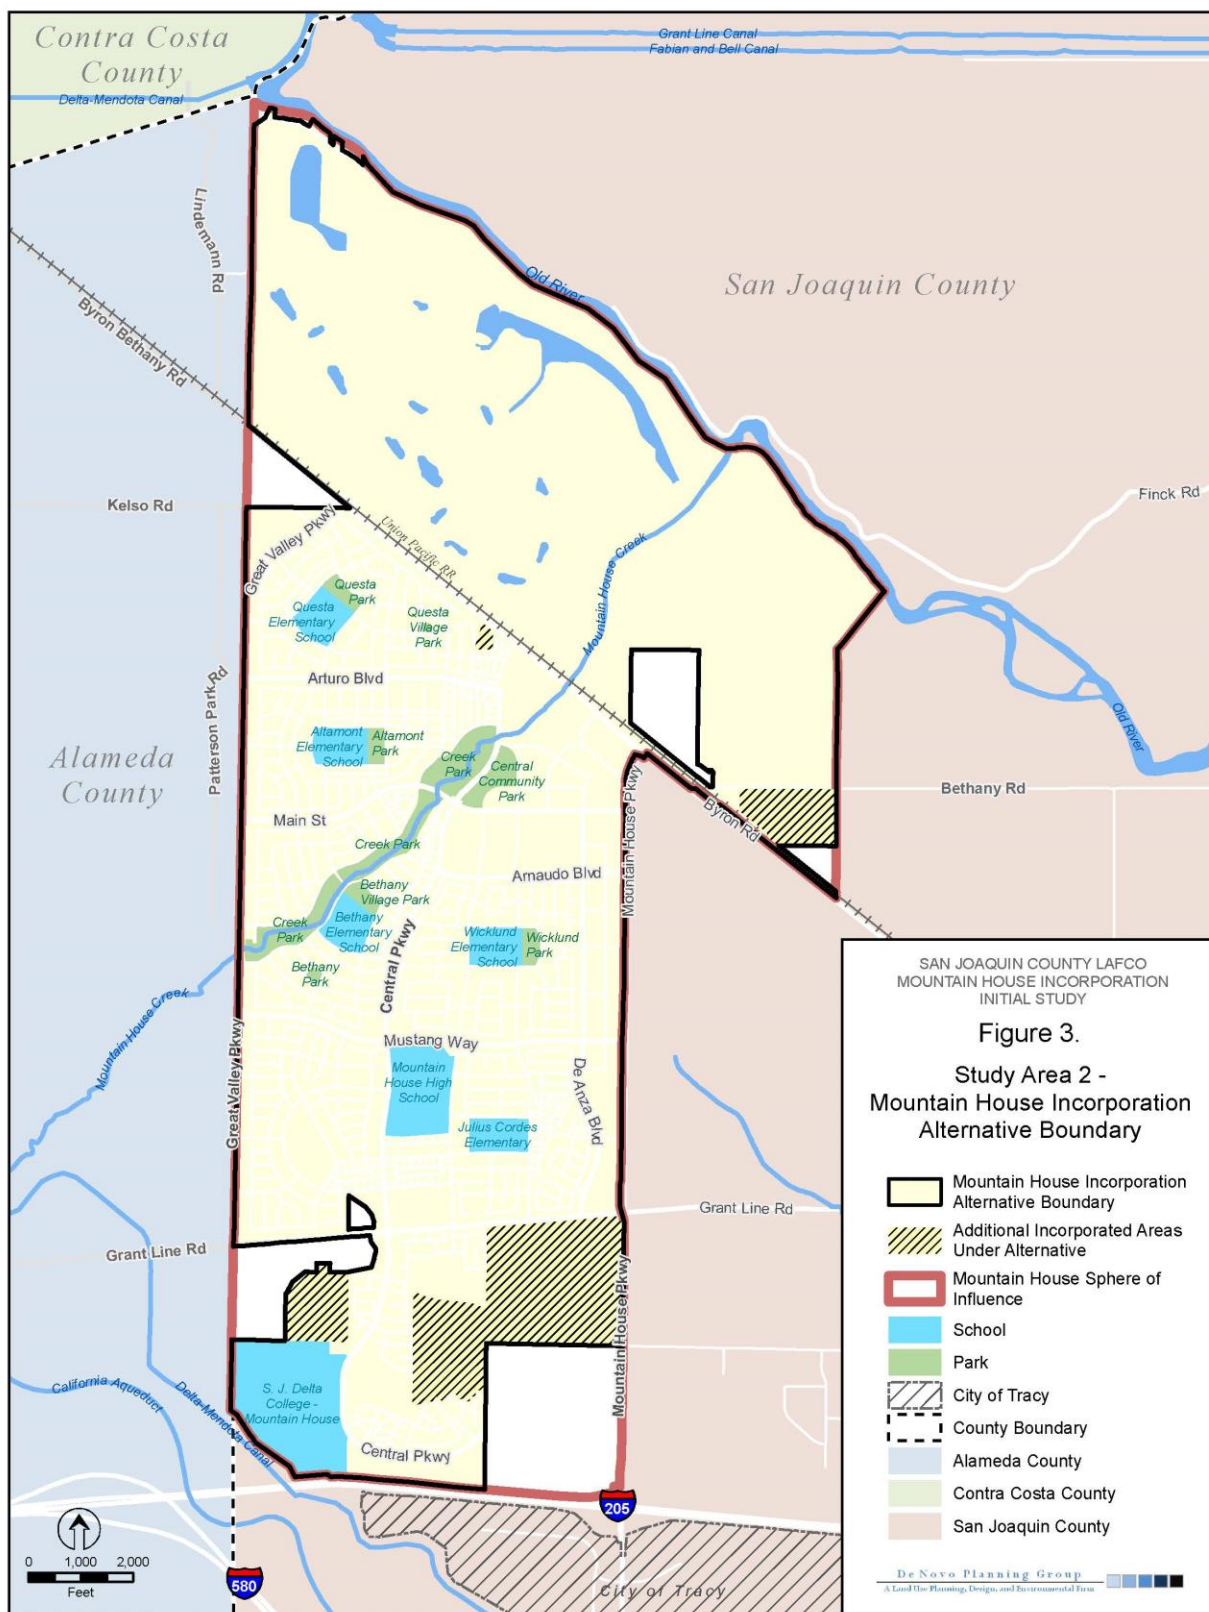 Contra Costa
County
Delta-Mendota Canal
Grant Line Canal
Fabian and Bell Canal
Lindemann Rd
Old River
San Joaquin County
Byron Bethany Rd
Kelso Rd
Great Valley Pkwy
Union Pacific RR
Mountain House Creek
Finck Rd
Questa
Park
Questa
Elementary
School
Questa
Village
Park
Arturo Blvd
Patterson Park Rd
Alameda
County
Altamont
Elementary
School
Altamont
Park
Creek
Park
Central
Community
Park
Old River
Bethany Rd
Mountain House Pkwy
Byron Rd
Main St
Creek Park
Arnaudo Blvd
Bethany
Village Park
Bethany
Elementary
School
Creek
Park
Bethany
Park
Central Pkwy
Wicklund
Elementary
School
Wicklund
Park
Mountain House Creek
Great Valley Pkwy
Mustang Way
Mountain
House High
School
De Anza Blvd
Julius Cordes
Elementary
Grant Line Rd
Grant Line Rd
Mountain House Pkwy
Mountain House Pkwy
California Aqueduct
Delta-Mendota Canal
S. J. Delta
College -
Mountain House
Central Pkwy
205
580
City of Tracy
0 1,000 2,000
Feet
SAN JOAQUIN COUNTY LAFCO
MOUNTAIN HOUSE INCORPORATION
INITIAL STUDY
Figure 3.
Study Area 2 -
Mountain House Incorporation
Alternative Boundary
Mountain House Incorporation
Alternative Boundary
Additional Incorporated Areas
Under Alternative
Mountain House Sphere of
Influence
School
Park
City of Tracy
County Boundary
Alameda County
Contra Costa County
San Joaquin County
De Novo Planning Group
A Land Use Planning, Design, and Environmental Firm